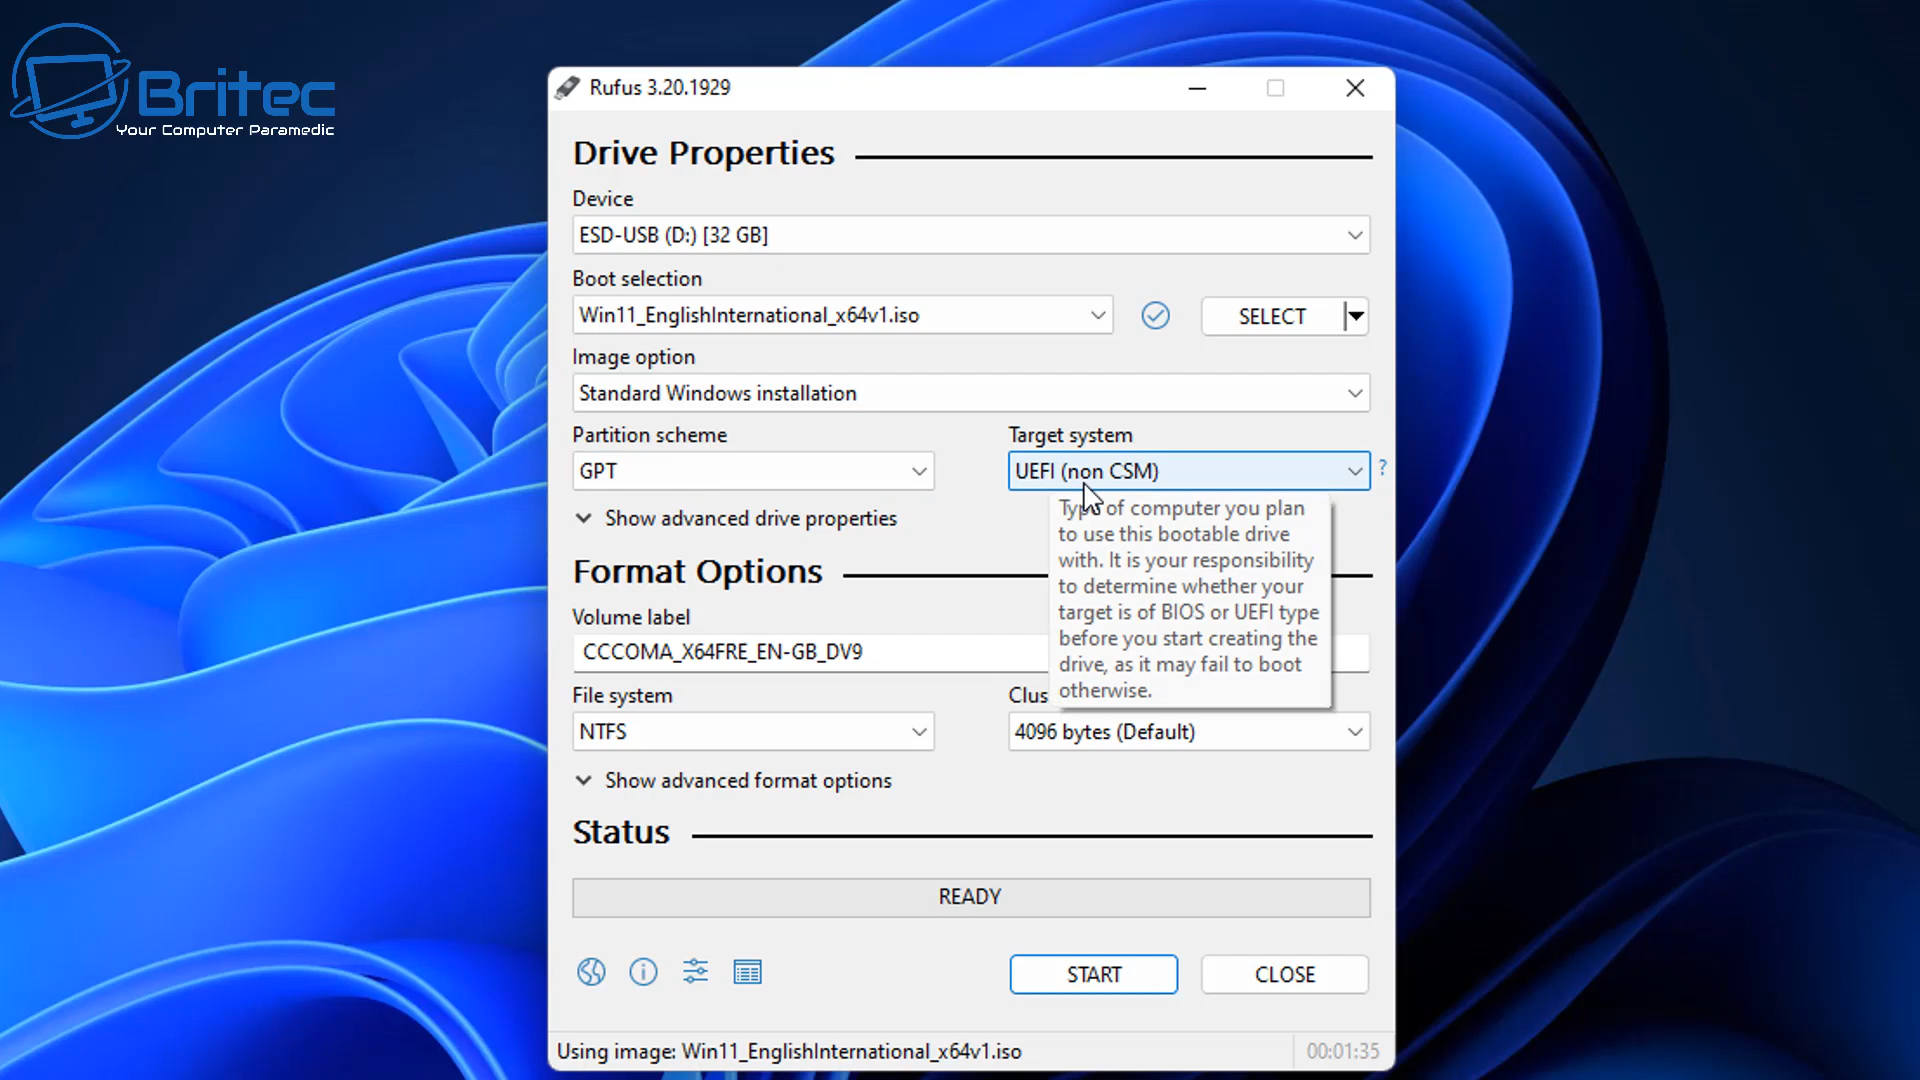 Britec
Your Computer Paramedic
Rufus 3.20.1929
Drive Properties
Device
ESD-USB (D:) [32 GB]
Boot selection
Win11_EnglishInternational_x64v1.iso
SELECT
Image option
Standard Windows installation
Partition scheme
Target system
GPT
UEFI (non CSM)
?
Show advanced drive properties
Type of computer you plan
to use this bootable drive
with. It is your responsibility
to determine whether your
target is of BIOS or UEFI type
before you start creating the
drive, as it may fail to boot
otherwise.
Format Options
Volume label
CCCOMA_X64FRE_EN-GB_DV9
File system
Clus
NTFS
4096 bytes (Default)
Show advanced format options
Status
READY
START
CLOSE
Using image: Win11_EnglishInternational_x64v1.iso
00:01:35